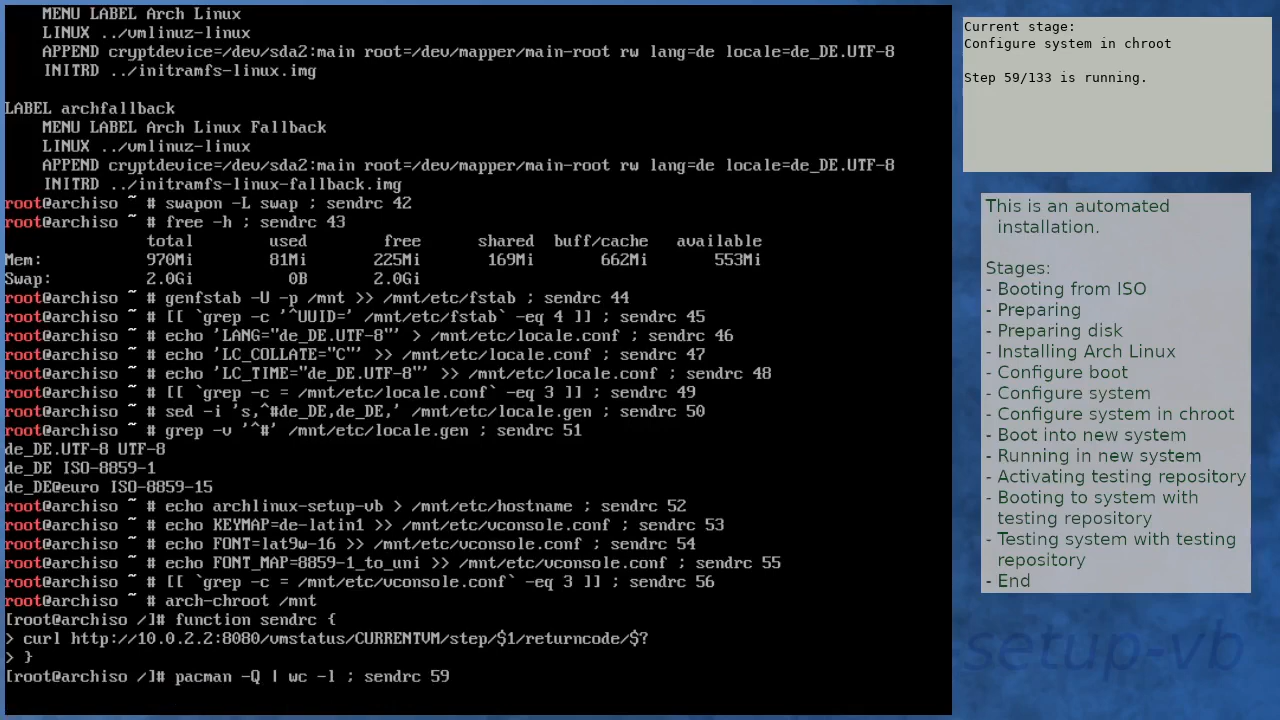 MENU LABEL Arch Linux
    LINUX ../vmlinuz-linux
    APPEND cryptdevice=/dev/sda2:main root=/dev/mapper/main-root rw lang=de locale=de_DE.UTF-8
    INITRD ../initramfs-linux.img

LABEL archfallback
    MENU LABEL Arch Linux Fallback
    LINUX ../vmlinuz-linux
    APPEND cryptdevice=/dev/sda2:main root=/dev/mapper/main-root rw lang=de locale=de_DE.UTF-8
    INITRD ../initramfs-linux-fallback.img
root@archiso ~ # swapon -L swap ; sendrc 42
root@archiso ~ # free -h ; sendrc 43
               total        used        free      shared  buff/cache   available
Mem:           970Mi        81Mi       225Mi       169Mi       662Mi       553Mi
Swap:          2.0Gi          0B       2.0Gi
root@archiso ~ # genfstab -U -p /mnt >> /mnt/etc/fstab ; sendrc 44
root@archiso ~ # [[ `grep -c '^UUID=' /mnt/etc/fstab` -eq 4 ]] ; sendrc 45
root@archiso ~ # echo 'LANG="de_DE.UTF-8"' > /mnt/etc/locale.conf ; sendrc 46
root@archiso ~ # echo 'LC_COLLATE="C"' >> /mnt/etc/locale.conf ; sendrc 47
root@archiso ~ # echo 'LC_TIME="de_DE.UTF-8"' >> /mnt/etc/locale.conf ; sendrc 48
root@archiso ~ # [[ `grep -c = /mnt/etc/locale.conf` -eq 3 ]] ; sendrc 49
root@archiso ~ # sed -i 's,^#de_DE,de_DE,' /mnt/etc/locale.gen ; sendrc 50
root@archiso ~ # grep -v '^#' /mnt/etc/locale.gen ; sendrc 51
de_DE.UTF-8 UTF-8
de_DE ISO-8859-1
de_DE@euro ISO-8859-15
root@archiso ~ # echo archlinux-setup-vb > /mnt/etc/hostname ; sendrc 52
root@archiso ~ # echo KEYMAP=de-latin1 >> /mnt/etc/vconsole.conf ; sendrc 53
root@archiso ~ # echo FONT=lat9w-16 >> /mnt/etc/vconsole.conf ; sendrc 54
root@archiso ~ # echo FONT_MAP=8859-1_to_uni >> /mnt/etc/vconsole.conf ; sendrc 55
root@archiso ~ # [[ `grep -c = /mnt/etc/vconsole.conf` -eq 3 ]] ; sendrc 56
root@archiso ~ # arch-chroot /mnt
[root@archiso /]# function sendrc {
> curl http://10.0.2.2:8080/vmstatus/CURRENTVM/step/$1/returncode/$?
> }
[root@archiso /]# pacman -Q | wc -l ; sendrc 59
Current stage:
Configure system in chroot

Step 59/133 is running.
This is an automated
installation.

Stages:
- Booting from ISO
- Preparing
- Preparing disk
- Installing Arch Linux
- Configure boot
- Configure system
- Configure system in chroot
- Boot into new system
- Running in new system
- Activating testing repository
- Booting to system with
testing repository
- Testing system with testing
repository
- End
setup-vb